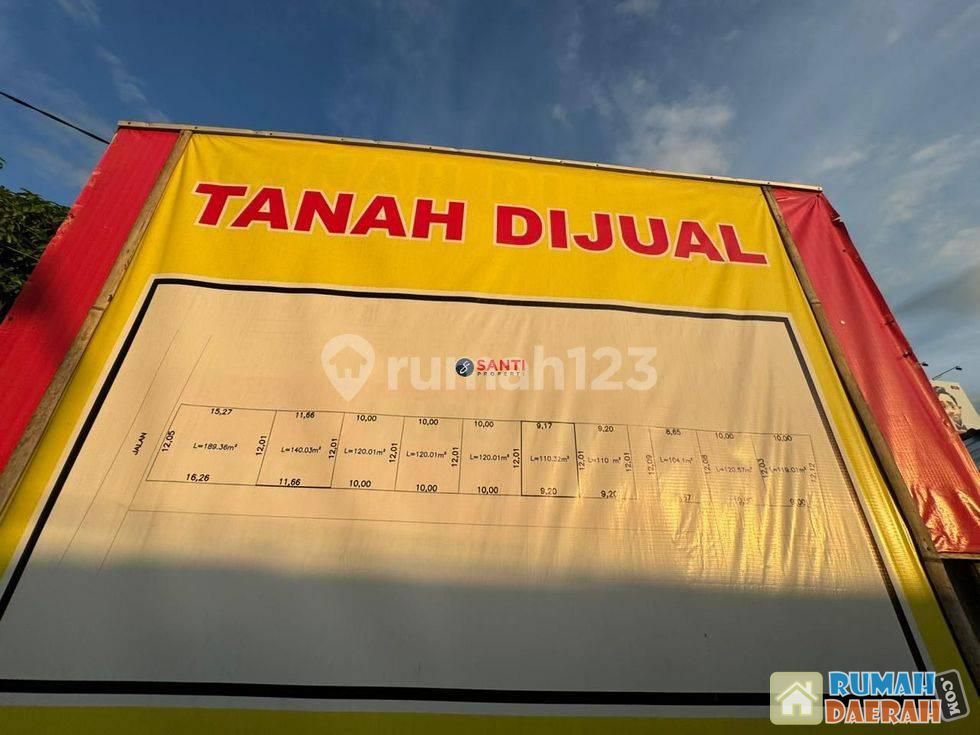 TANAH DIJUAL
rumah123
SANTI
PROPERTI
15,27 11,66 10,00 10,00 10,00 9,17 9,20 8,65 10,00 10,00
JALAN 12,05 L=189.36m² 12,01 L=140.03m² 12,01 L=120.01m² 12,01 L=120.01m² 12,01 L=120.01m² 12,01 L=110.32m² 12,01 L=110 m² 12,01 12,09 L=104.1m² 12,08 L=120.57m² 12,03 L=119.01m² 12,12
16,26 11,66 10,00 10,00 10,00 9,20 9,20
RUMAH
DAERAH
.COM